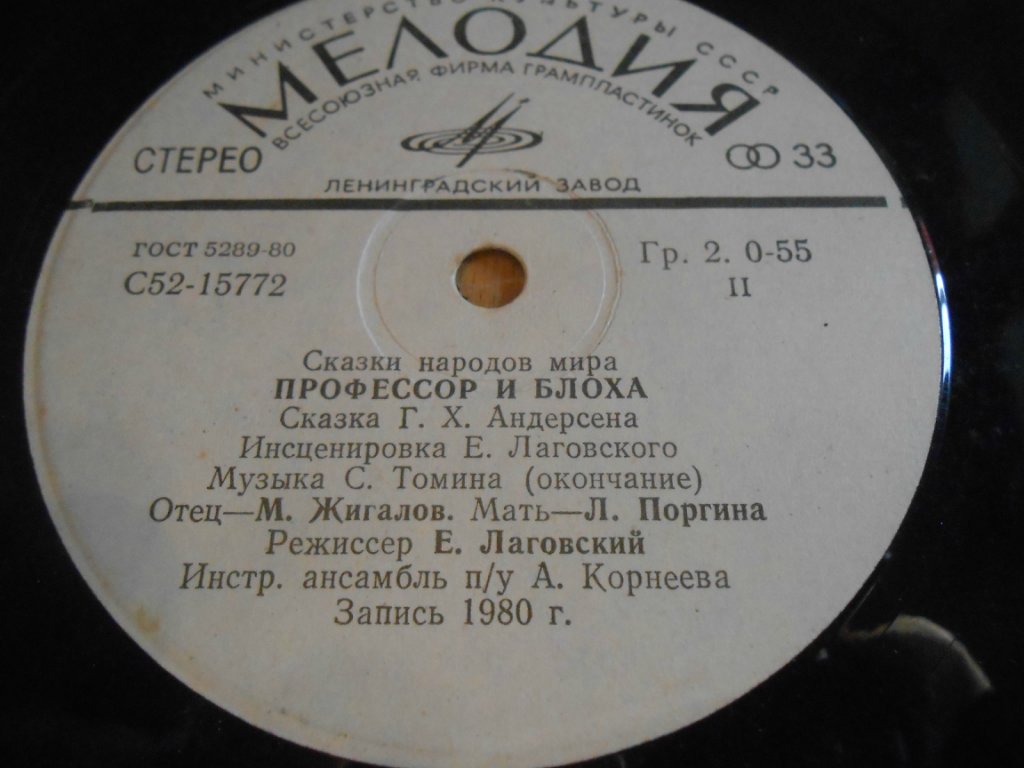 МИНИСТЕРСТВО КУЛЬТУРЫ СССР
МЕЛОДИЯ
ВСЕСОЮЗНАЯ ФИРМА ГРАМПЛАСТИНОК
СТЕРЕО
33
ЛЕНИНГРАДСКИЙ ЗАВОД
ГОСТ 5289-80
Гр. 2. 0-55
С52-15772
II
Сказки народов мира
ПРОФЕССОР И БЛОХА
Сказка Г. Х. Андерсена
Инсценировка Е. Лаговского
Музыка С. Томина (окончание)
Отец—М. Жигалов. Мать—Л. Поргина
Режиссер Е. Лаговский
Инстр. ансамбль п/у А. Корнеева
Запись 1980 г.